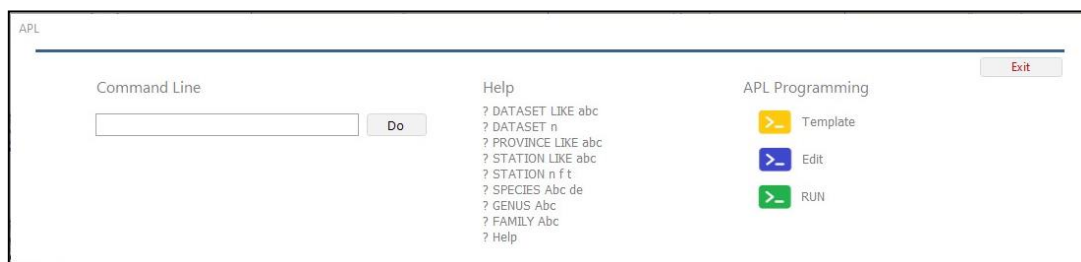 APL
Exit
Command Line
Do
Help
? DATASET LIKE abc
? DATASET n
? PROVINCE LIKE abc
? STATION LIKE abc
? STATION n f t
? SPECIES Abc de
? GENUS Abc
? FAMILY Abc
? Help
APL Programming
>_ Template
>_ Edit
>_ RUN